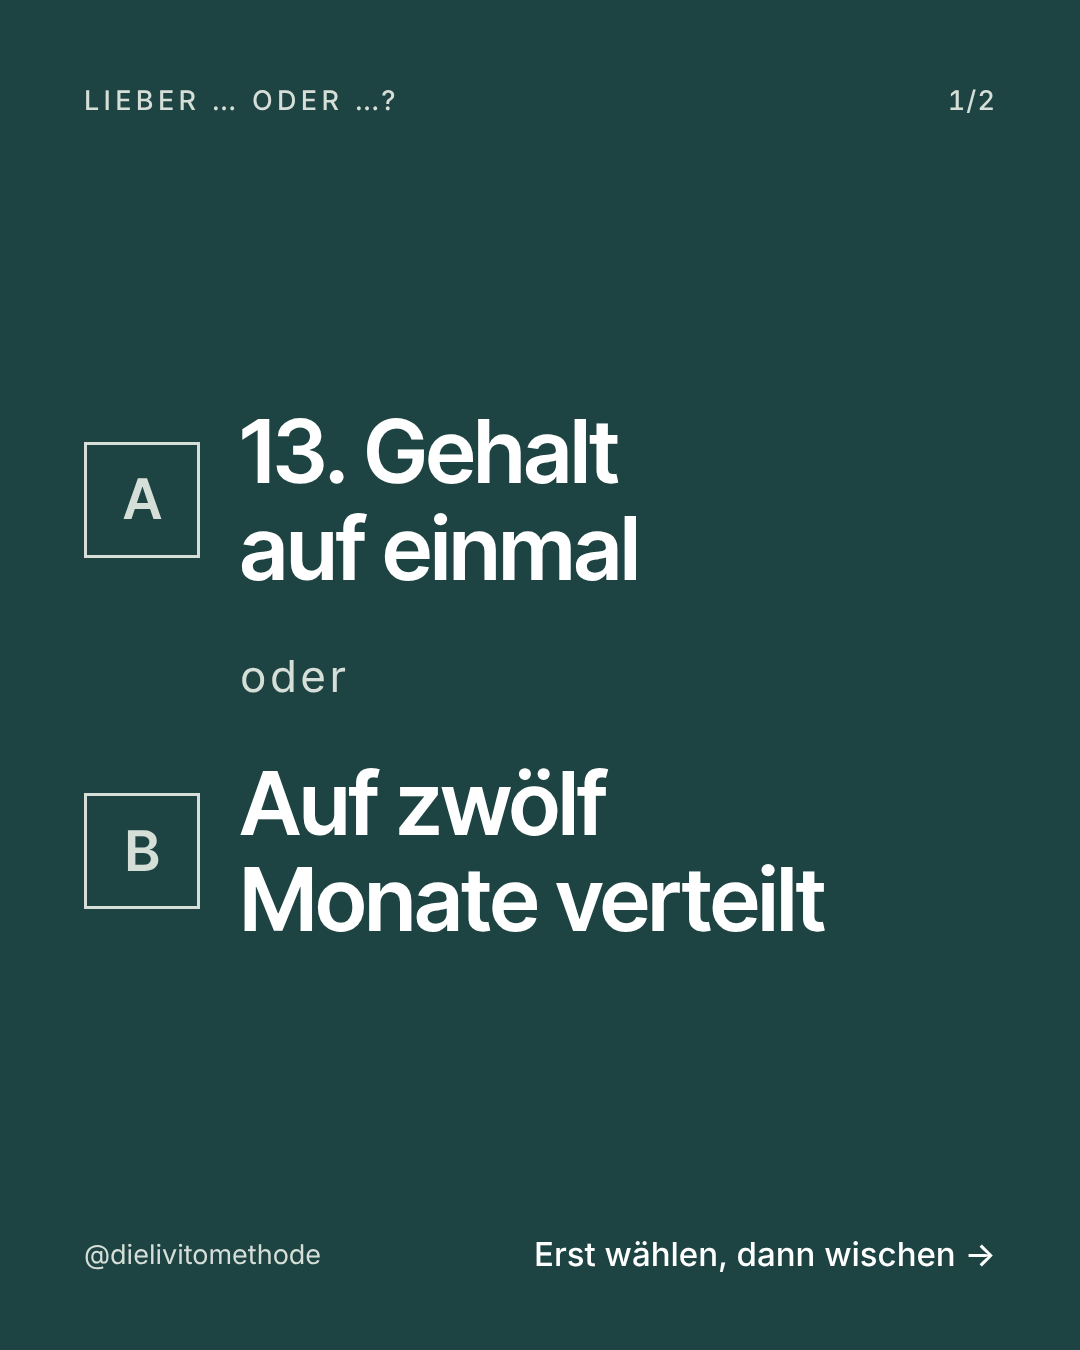 LIEBER … ODER …?
1/2
A
13. Gehalt
auf einmal
oder
B
Auf zwölf
Monate verteilt
@dielivitomethode
Erst wählen, dann wischen →